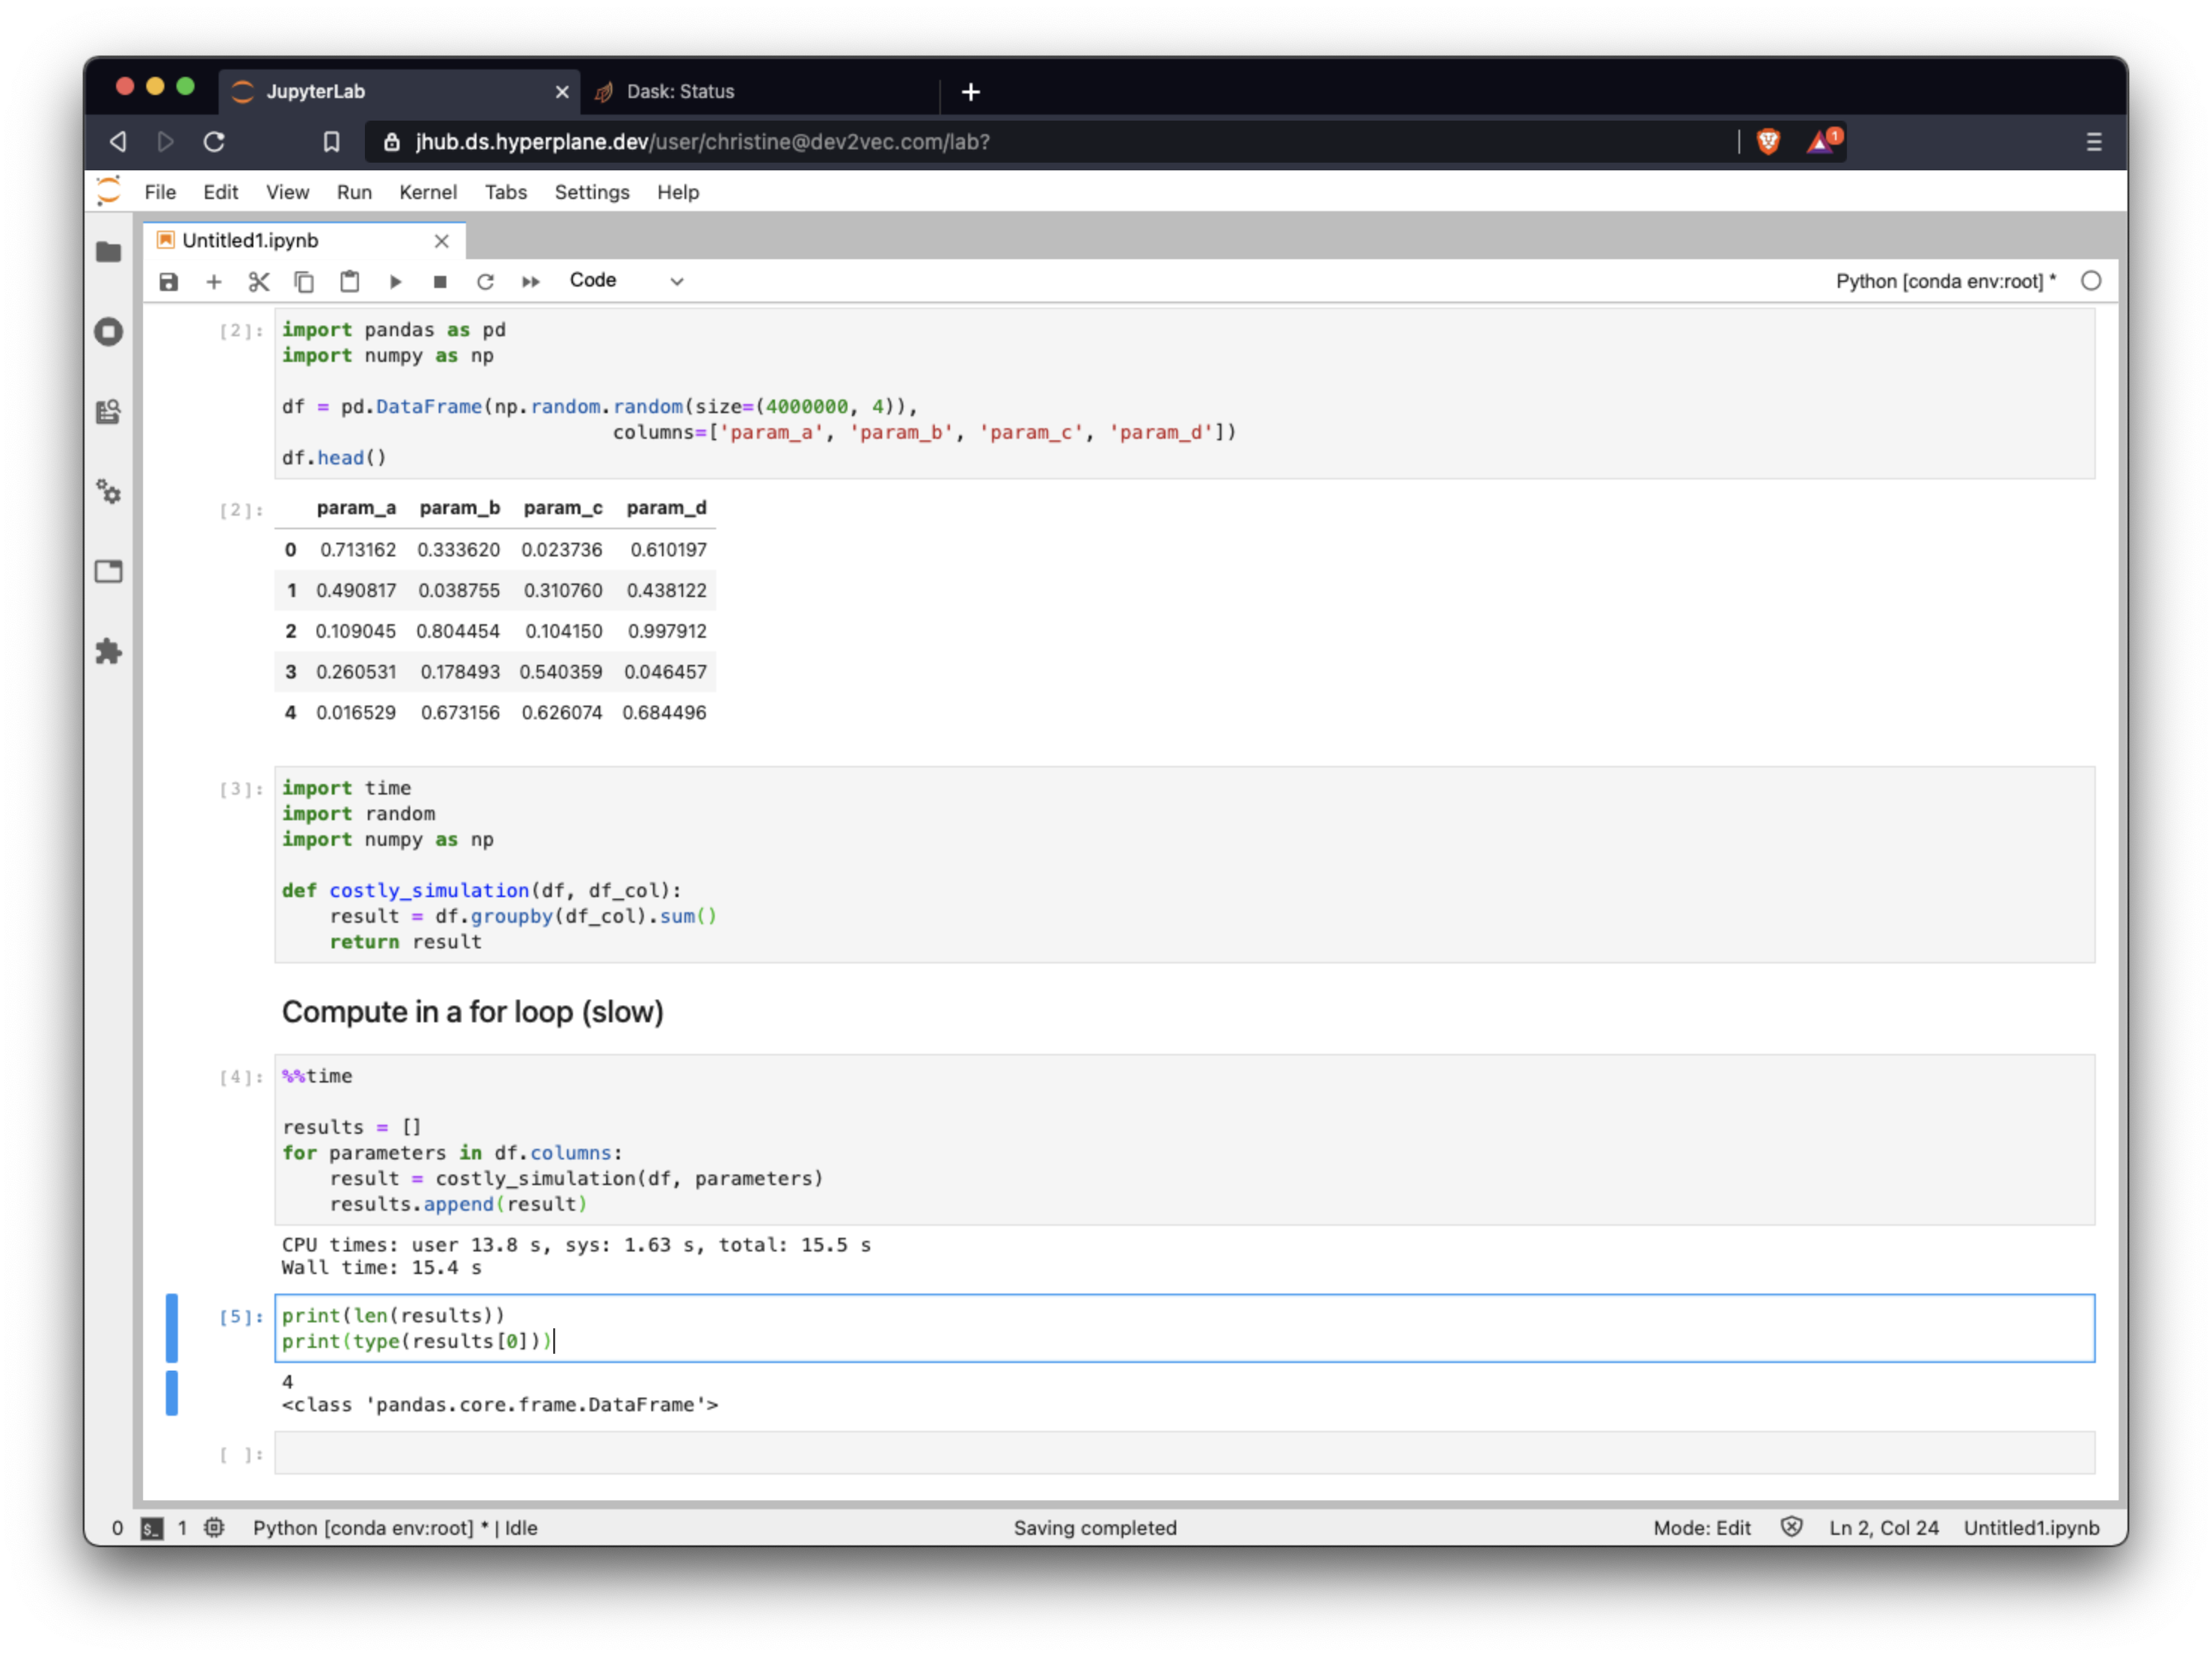 JupyterLab
Dask: Status
jhub.ds.hyperplane.dev/user/christine@dev2vec.com/lab?
1
File Edit View Run Kernel Tabs Settings Help
Untitled1.ipynb
Code
Python [conda env:root] *
[2]:
import pandas as pd
import numpy as np
df = pd.DataFrame(np.random.random(size=(4000000, 4)),
columns=['param_a', 'param_b', 'param_c', 'param_d'])
df.head()
[2]:
param_a param_b param_c param_d
0 0.713162 0.333620 0.023736 0.610197
1 0.490817 0.038755 0.310760 0.438122
2 0.109045 0.804454 0.104150 0.997912
3 0.260531 0.178493 0.540359 0.046457
4 0.016529 0.673156 0.626074 0.684496
[3]:
import time
import random
import numpy as np
def costly_simulation(df, df_col):
result = df.groupby(df_col).sum()
return result
Compute in a for loop (slow)
[4]:
%%time
results = []
for parameters in df.columns:
result = costly_simulation(df, parameters)
results.append(result)
CPU times: user 13.8 s, sys: 1.63 s, total: 15.5 s
Wall time: 15.4 s
[5]:
print(len(results))
print(type(results[0]))
4
<class 'pandas.core.frame.DataFrame'>
[ ]:
0 $_ 1 Python [conda env:root] * | Idle
Saving completed
Mode: Edit
Ln 2, Col 24
Untitled1.ipynb